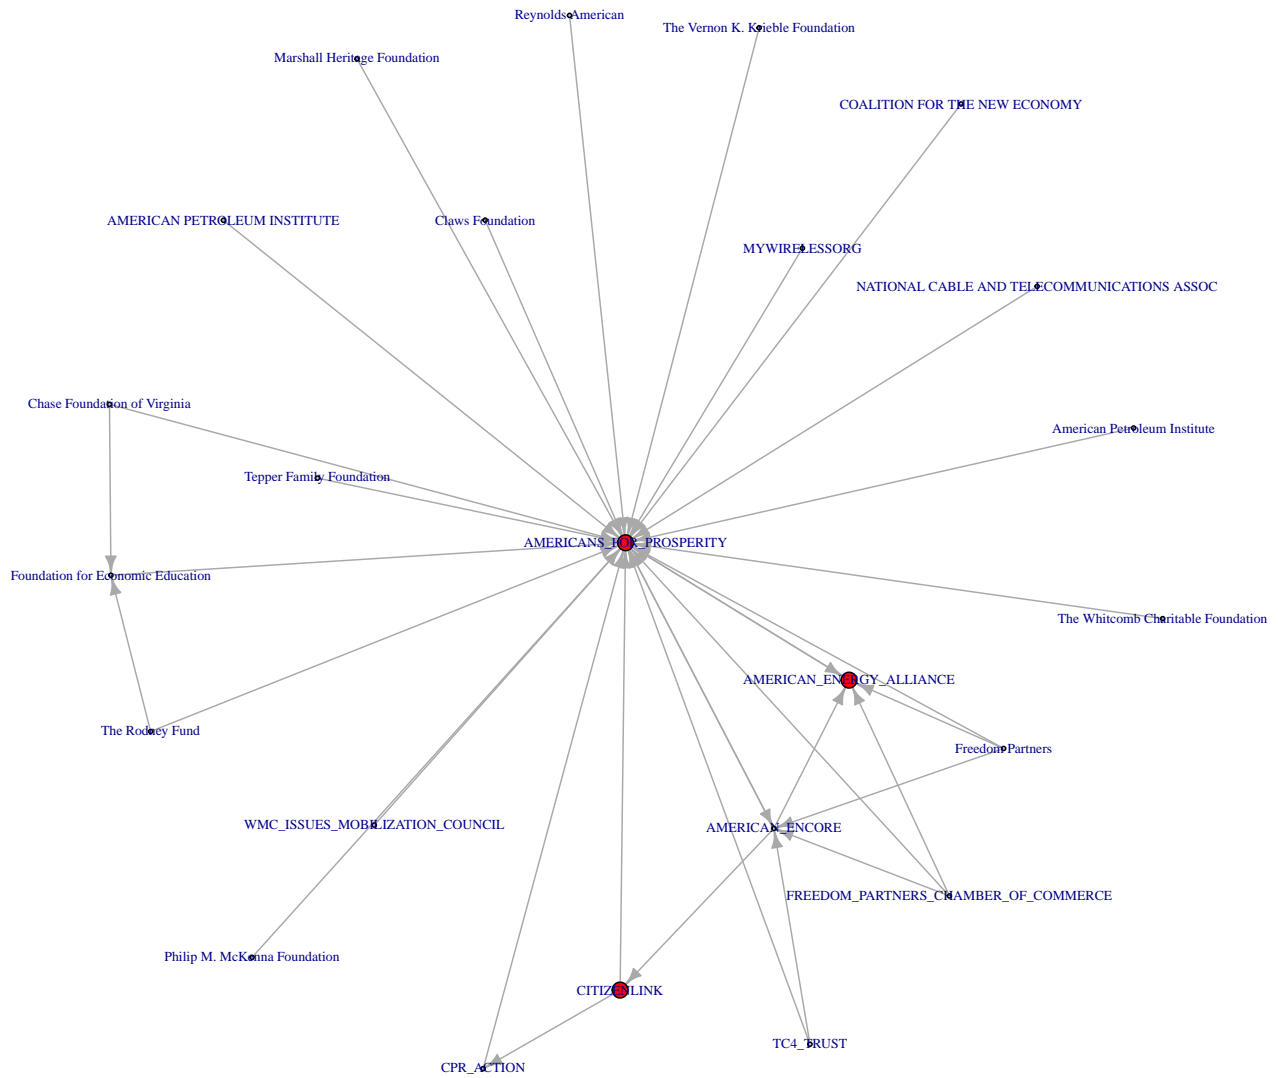 Reynolds American
The Vernon K. Krieble Foundation
Marshall Heritage Foundation
COALITION FOR THE NEW ECONOMY
AMERICAN PETROLEUM INSTITUTE
Claws Foundation
MYWIRELESSORG
NATIONAL CABLE AND TELECOMMUNICATIONS ASSOC
Chase Foundation of Virginia
American Petroleum Institute
Tepper Family Foundation
AMERICANS_FOR_PROSPERITY
Foundation for Economic Education
The Whitcomb Charitable Foundation
AMERICAN_ENERGY_ALLIANCE
The Rodney Fund
Freedom Partners
WMC_ISSUES_MOBILIZATION_COUNCIL
AMERICAN_ENCORE
FREEDOM_PARTNERS_CHAMBER_OF_COMMERCE
Philip M. McKenna Foundation
CITIZENLINK
TC4_TRUST
CPR_ACTION